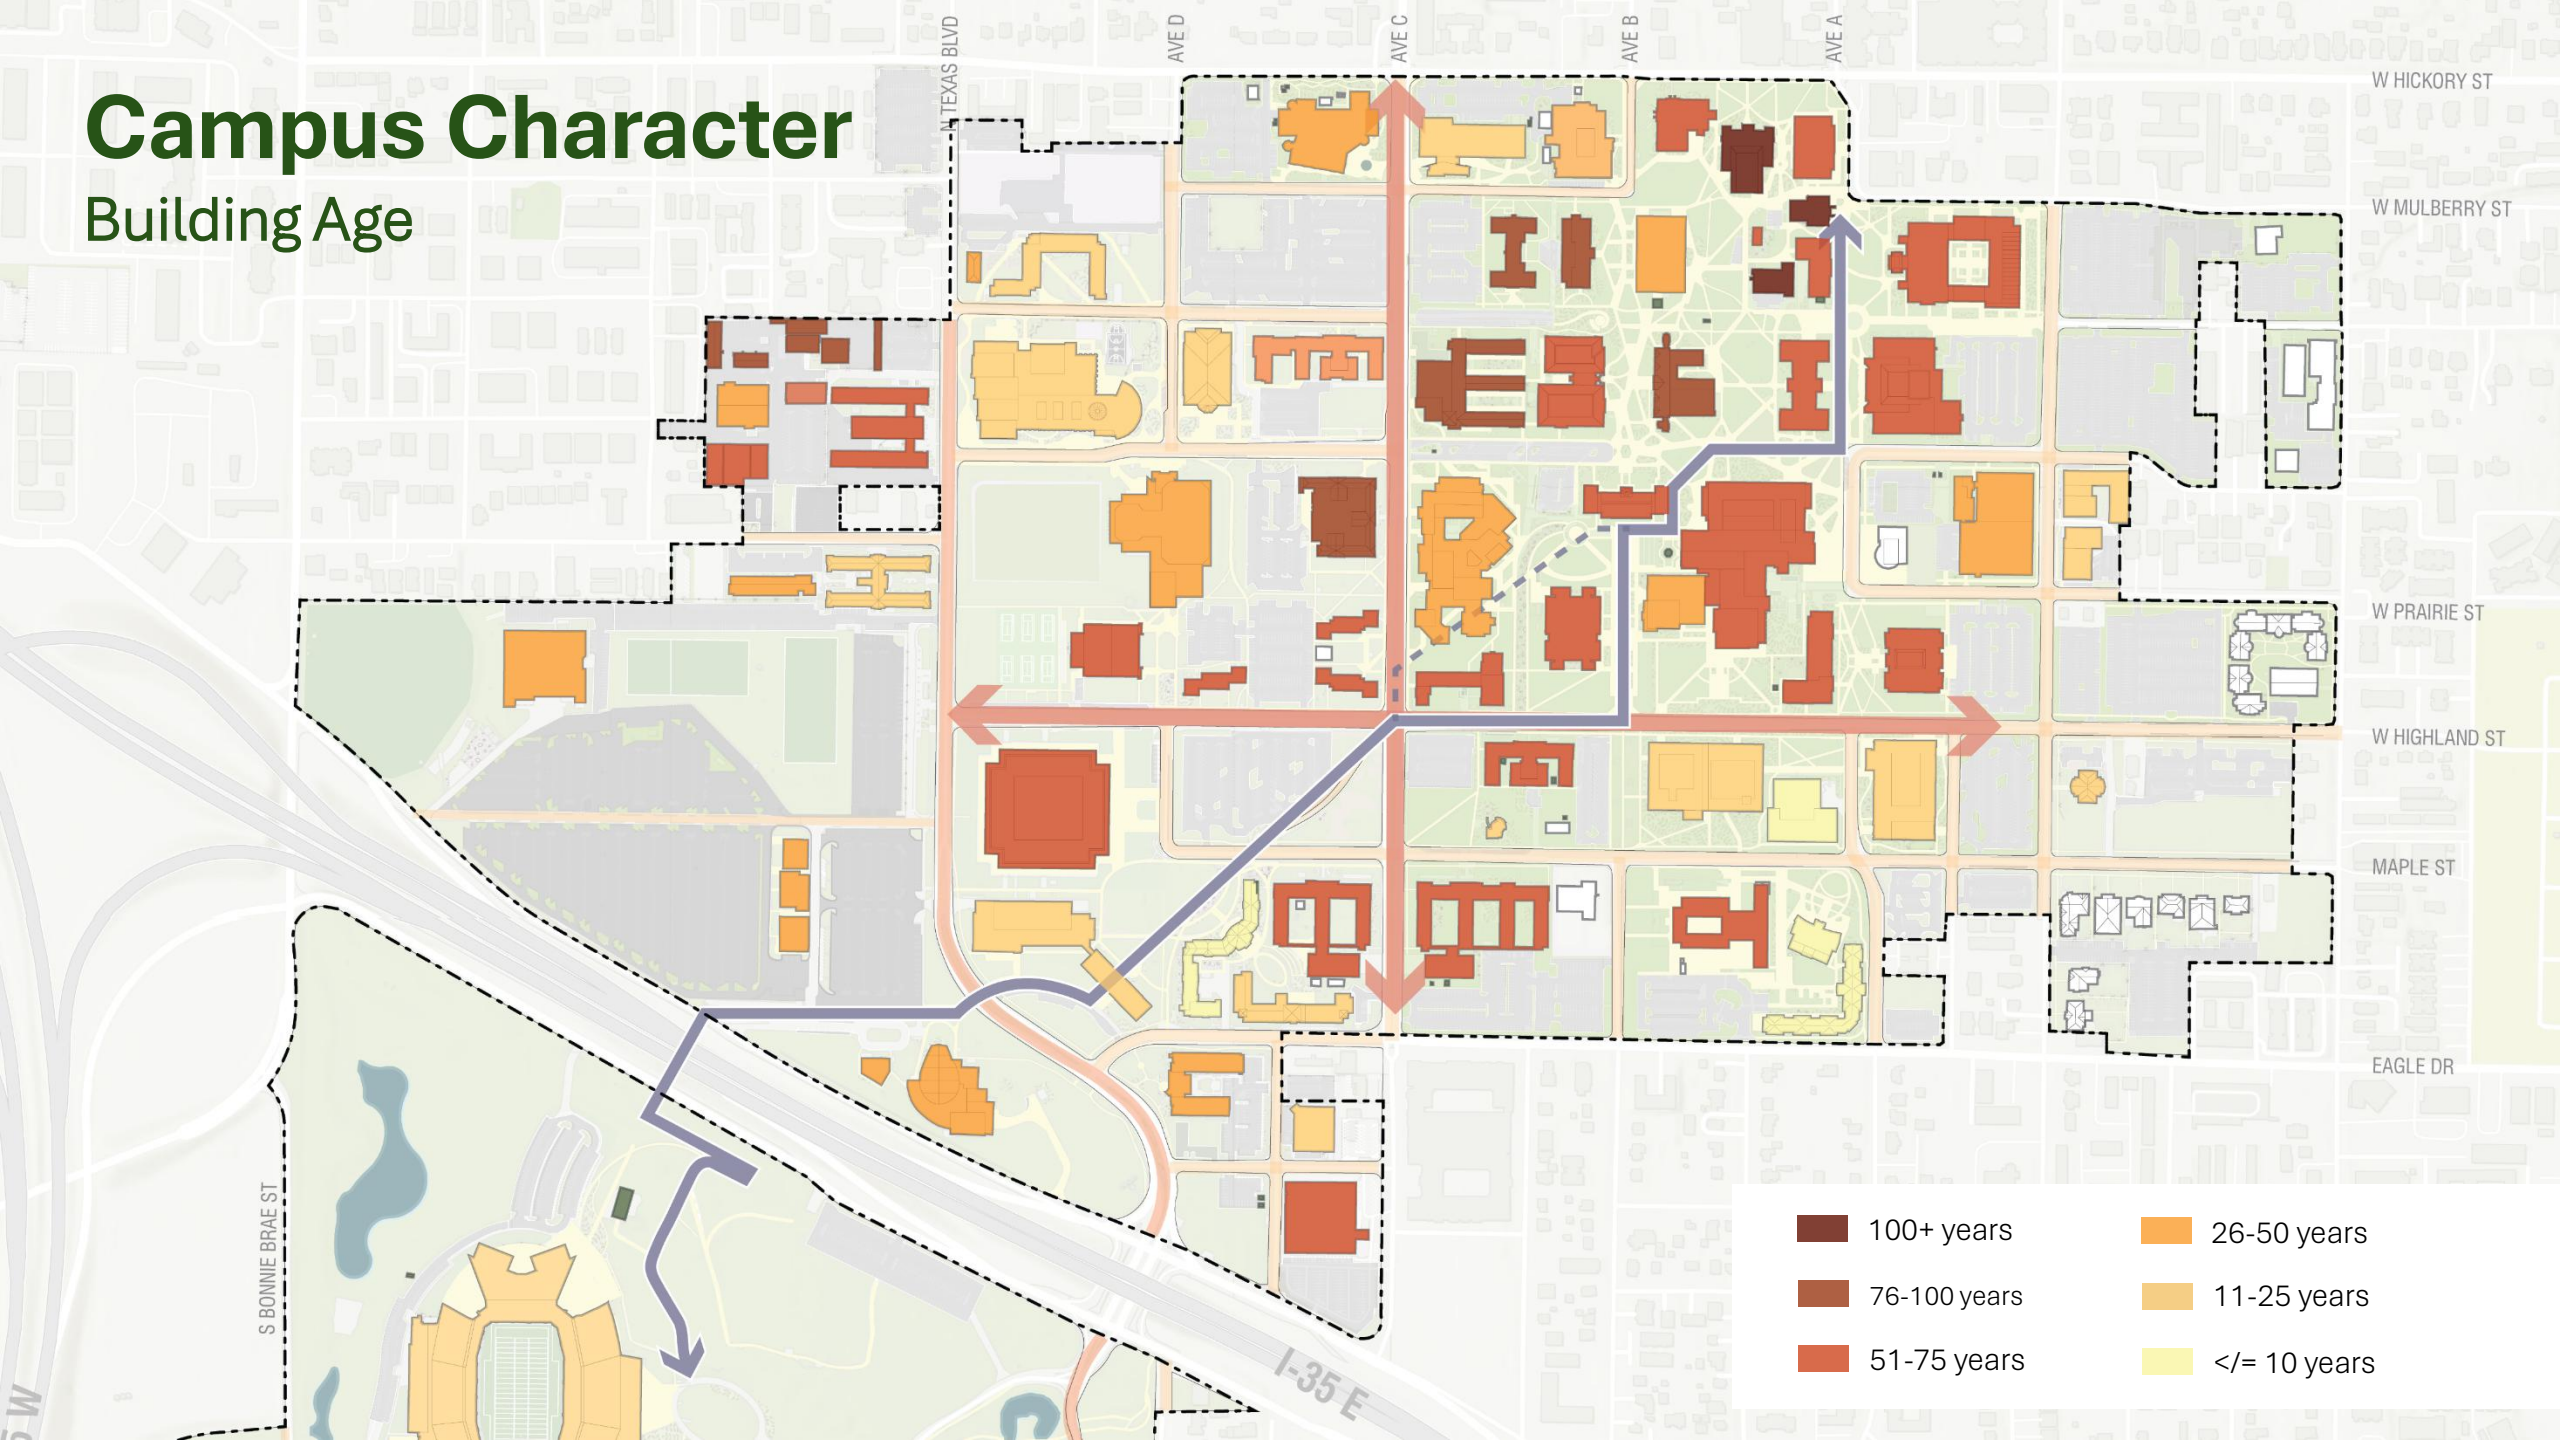 Campus Character
Building Age
N TEXAS BLVD
AVE D
AVE C
AVE B
AVE A
W HICKORY ST
W MULBERRY ST
W PRAIRIE ST
W HIGHLAND ST
MAPLE ST
EAGLE DR
S BONNIE BRAE ST
I-35 E
W
100+ years
26-50 years
76-100 years
11-25 years
51-75 years
</= 10 years